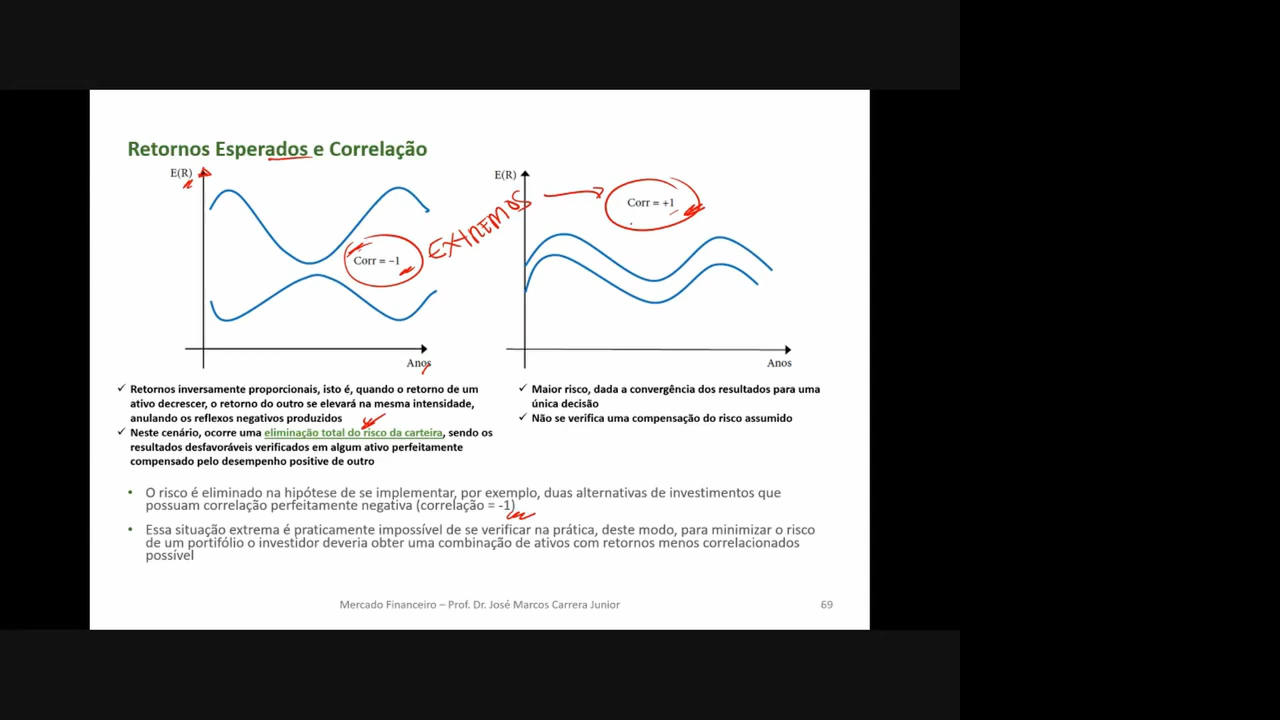 Retornos Esperados e Correlação
E(R)
Corr = –1
Anos
EXTREMOS
E(R)
Corr = +1
Anos
✓ Retornos inversamente proporcionais, isto é, quando o retorno de um
ativo decrescer, o retorno do outro se elevará na mesma intensidade,
anulando os reflexos negativos produzidos
✓ Neste cenário, ocorre uma eliminação total do risco da carteira, sendo os
resultados desfavoráveis verificados em algum ativo perfeitamente
compensado pelo desempenho positive de outro
✓ Maior risco, dada a convergência dos resultados para uma
única decisão
✓ Não se verifica uma compensação do risco assumido
• O risco é eliminado na hipótese de se implementar, por exemplo, duas alternativas de investimentos que
possuam correlação perfeitamente negativa (correlação = -1)
• Essa situação extrema é praticamente impossível de se verificar na prática, deste modo, para minimizar o risco
de um portifólio o investidor deveria obter uma combinação de ativos com retornos menos correlacionados
possível
Mercado Financeiro – Prof. Dr. José Marcos Carrera Junior
69